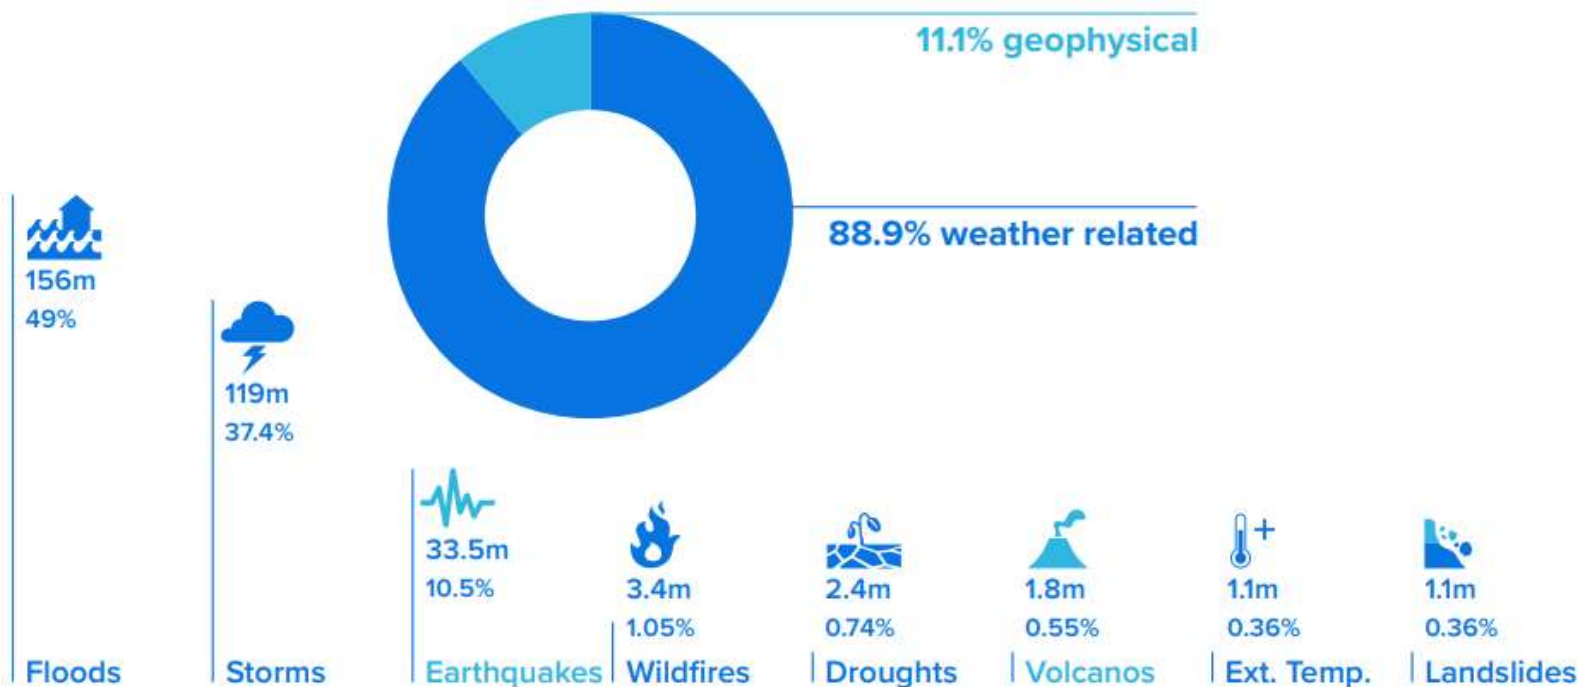 11.1% geophysical
88.9% weather related
156m
49%
Floods
119m
37.4%
Storms
33.5m
10.5%
Earthquakes
3.4m
1.05%
Wildfires
2.4m
0.74%
Droughts
1.8m
0.55%
Volcanos
1.1m
0.36%
Ext. Temp.
1.1m
0.36%
Landslides